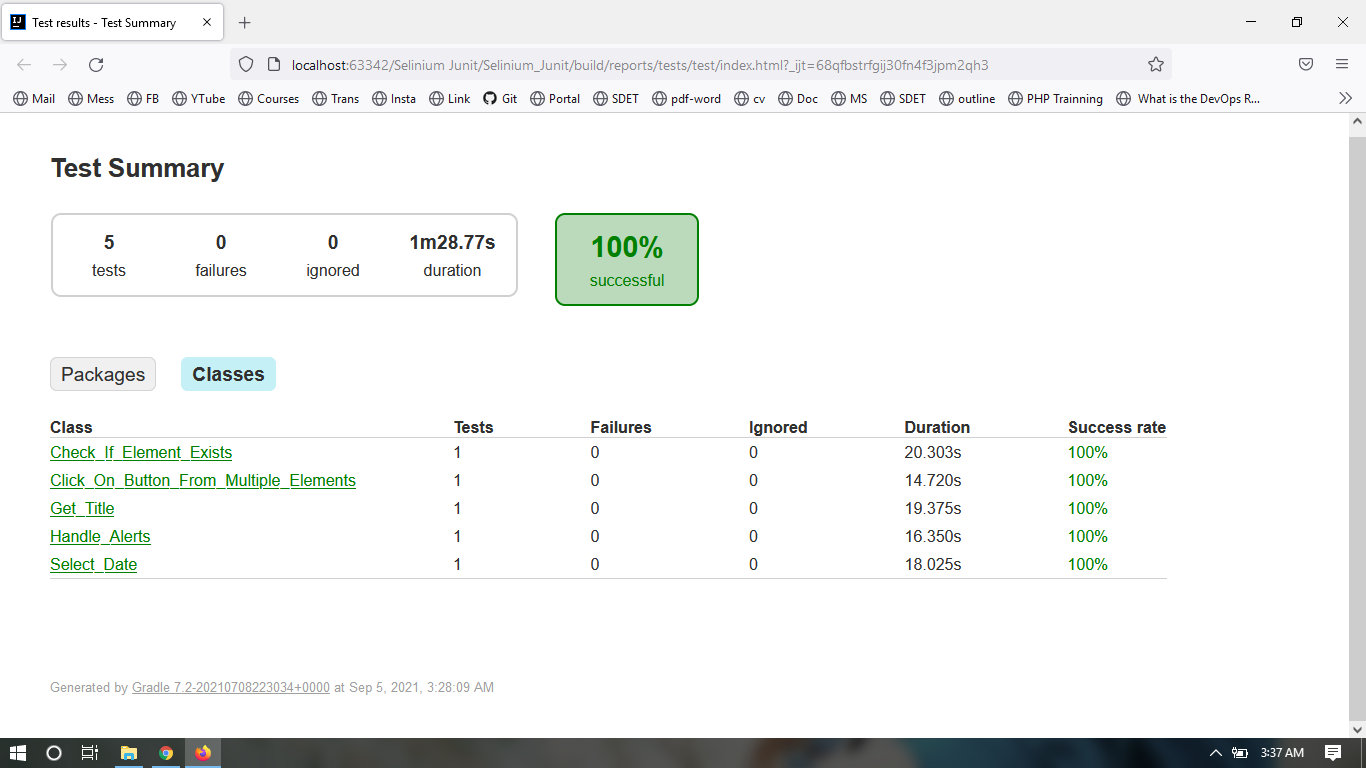 Test results - Test Summary
localhost:63342/Selinium Junit/Selinium_Junit/build/reports/tests/test/index.html?_ijt=68qfbstrfgij30fn4f3jpm2qh3
Mail Mess FB YTube Courses Trans Insta Link Git Portal SDET pdf-word cv Doc MS SDET outline PHP Trainning What is the DevOps R...
Test Summary
5 0 0 1m28.77s
tests failures ignored duration
100%
successful
Packages Classes
Class Tests Failures Ignored Duration Success rate
Check_If_Element_Exists 1 0 0 20.303s 100%
Click_On_Button_From_Multiple_Elements 1 0 0 14.720s 100%
Get_Title 1 0 0 19.375s 100%
Handle_Alerts 1 0 0 16.350s 100%
Select_Date 1 0 0 18.025s 100%
Generated by Gradle 7.2-20210708223034+0000 at Sep 5, 2021, 3:28:09 AM
3:37 AM